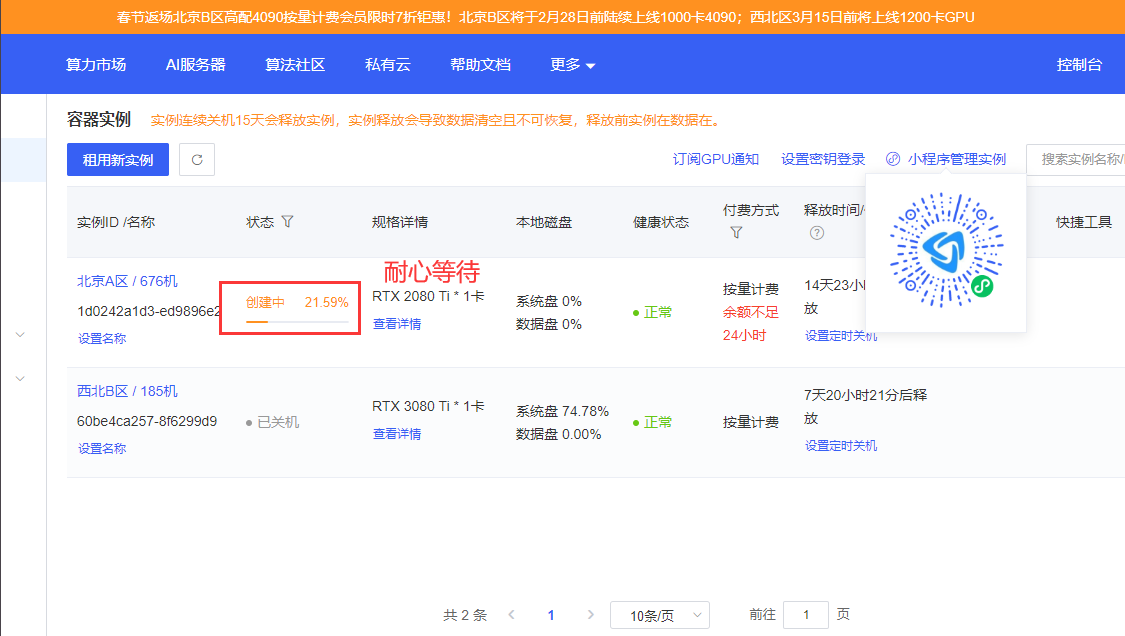 春节返场北京B区高配4090按量计费会员限时7折钜惠！北京B区将于2月28日前陆续上线1000卡4090；西北区3月15日前将上线1200卡GPU
算力市场 AI服务器 算法社区 私有云 帮助文档 更多 控制台
容器实例 实例连续关机15天会释放实例，实例释放会导致数据清空且不可恢复，释放前实例在数据在。
租用新实例 订阅GPU通知 设置密钥登录 小程序管理实例 搜索实例名称/
实例ID /名称 状态 规格详情 本地磁盘 健康状态 付费方式 释放时间/ 快捷工具
耐心等待
北京A区 / 676机
1d0242a1d3-ed9896e2
设置名称
创建中 21.59%
RTX 2080 Ti * 1卡
查看详情
系统盘 0%
数据盘 0%
正常
按量计费
余额不足
24小时
14天23小
放
设置定时关机
西北B区 / 185机
60be4ca257-8f6299d9
设置名称
已关机
RTX 3080 Ti * 1卡
查看详情
系统盘 74.78%
数据盘 0.00%
正常
按量计费
7天20小时21分后释
放
设置定时关机
共 2 条 1 10条/页 前往 1 页